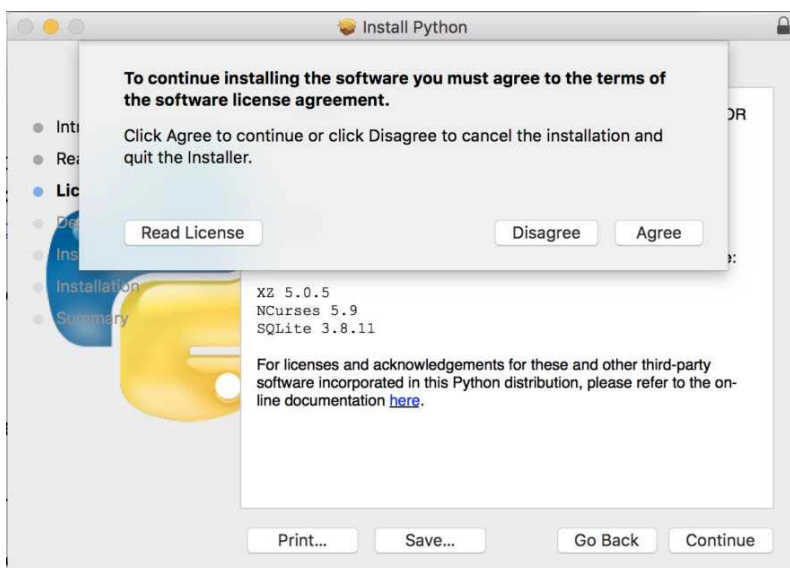 Install Python
To continue installing the software you must agree to the terms of
the software license agreement.
Click Agree to continue or click Disagree to cancel the installation and
quit the Installer.
Read License
Disagree
Agree
Lic
Installation
Summary
XZ 5.0.5
NCurses 5.9
SQLite 3.8.11
For licenses and acknowledgements for these and other third-party
software incorporated in this Python distribution, please refer to the on-
line documentation here.
Print...
Save...
Go Back
Continue